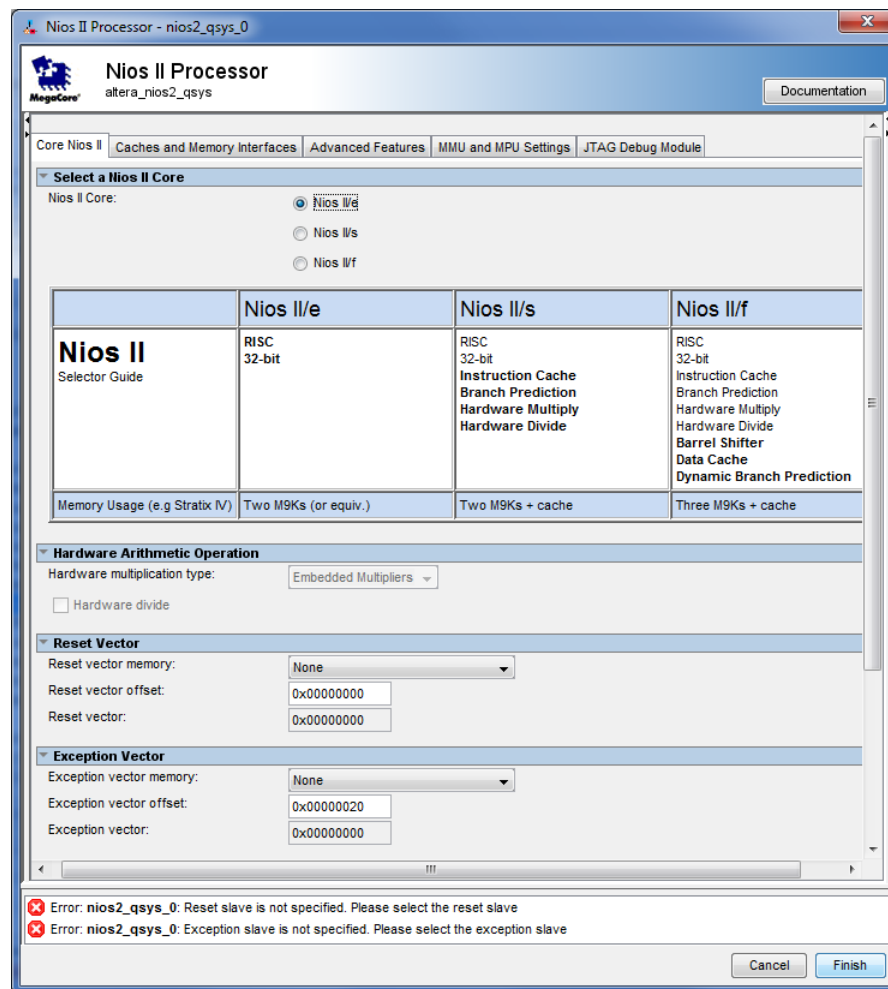 Nios II Processor - nios2_qsys_0
Nios II Processor
altera_nios2_qsys
MegaCore®
Documentation
Core Nios II
Caches and Memory Interfaces
Advanced Features
MMU and MPU Settings
JTAG Debug Module
Select a Nios II Core
Nios II Core:
Nios II/e
Nios II/s
Nios II/f
Nios II/e
Nios II/s
Nios II/f
Nios II
Selector Guide
RISC
32-bit
RISC
32-bit
Instruction Cache
Branch Prediction
Hardware Multiply
Hardware Divide
RISC
32-bit
Instruction Cache
Branch Prediction
Hardware Multiply
Hardware Divide
Barrel Shifter
Data Cache
Dynamic Branch Prediction
Memory Usage (e.g Stratix IV)
Two M9Ks (or equiv.)
Two M9Ks + cache
Three M9Ks + cache
Hardware Arithmetic Operation
Hardware multiplication type:
Embedded Multipliers
Hardware divide
Reset Vector
Reset vector memory:
None
Reset vector offset:
0x00000000
Reset vector:
0x00000000
Exception Vector
Exception vector memory:
None
Exception vector offset:
0x00000020
Exception vector:
0x00000000
Error: nios2_qsys_0: Reset slave is not specified. Please select the reset slave
Error: nios2_qsys_0: Exception slave is not specified. Please select the exception slave
Cancel
Finish